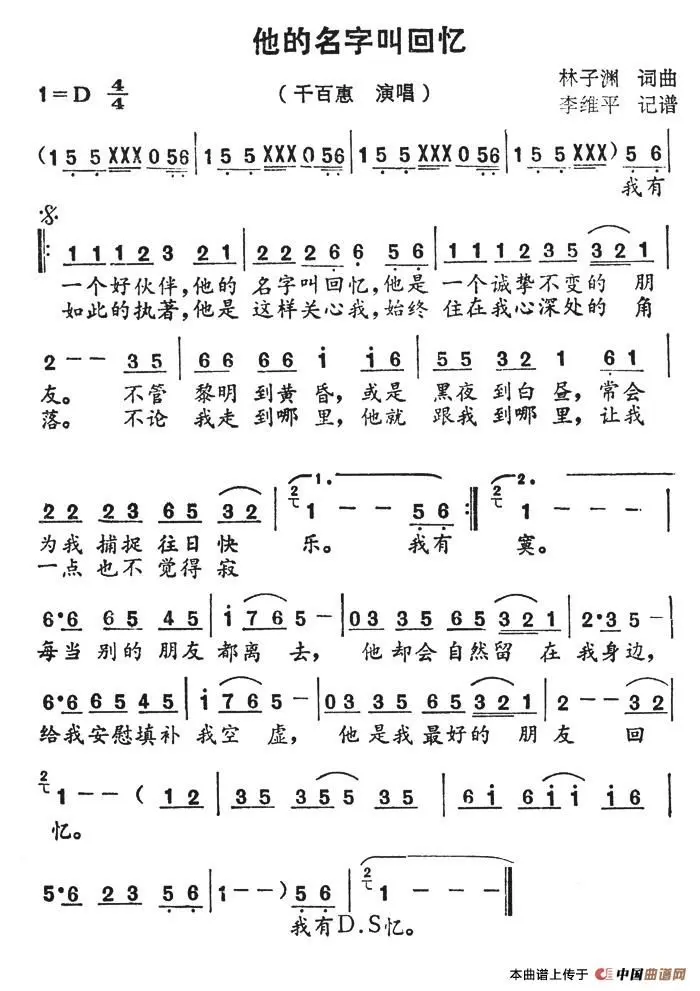 他的名字叫回忆
1=D 4/4 (千百惠 演唱) 林子渊 词曲
李维平 记谱
(1 5 5 XXX 0 56 | 1 5 5 XXX 0 56 | 1 5 5 XXX 0 56 | 1 5 5 XXX) 5 6
我有
1 1 1 1 2 3 2 1 | 2 2 2 2 6 6 5 6 | 1 1 1 1 2 3 5 3 2 1
一个好伙伴,他的 名字叫回忆,他是 一个诚挚不变的 朋
如此的执著,他是 这样关心我,始终 住在我心深处的 角
2 - - 3 5 | 6 6 6 6 6 i i 6 | 5 5 3 2 1 6 1 |
友。 不管 黎明到黄昏,或是 黑夜到白昼,常会
落。 不论 我走到哪里,他就 跟我到哪里,让我
1. 2.
2 2 2 3 6 5 3 2 | 2 1 - - 5 6 :| 2 1 - - - |
为我 捕捉 往日 快 乐。 我有 寞。
一点 也不 觉得 寂
6·6 6 5 4 5 | i 7 6 5 - | 0 3 3 5 6 5 3 2 1 | 2·3 5 - |
每当 别的 朋友 都离 去, 他却会自然留 在我身边,
6·6 6 5 4 5 | i 7 6 5 - | 0 3 3 5 6 5 3 2 1 | 2 - - 3 2 |
给我安慰填补 我空 虚, 他是我最好的 朋友 回
2 1 - - ( 1 2 | 3 5 3 5 5 3 5 | 6 i 6 i i i 6 |
忆。
5·6 2 3 5 6 | 1 - - ) 5 6 | 2 1 - - - ‖
我有D.S忆。
本曲谱上传于 中国曲谱网